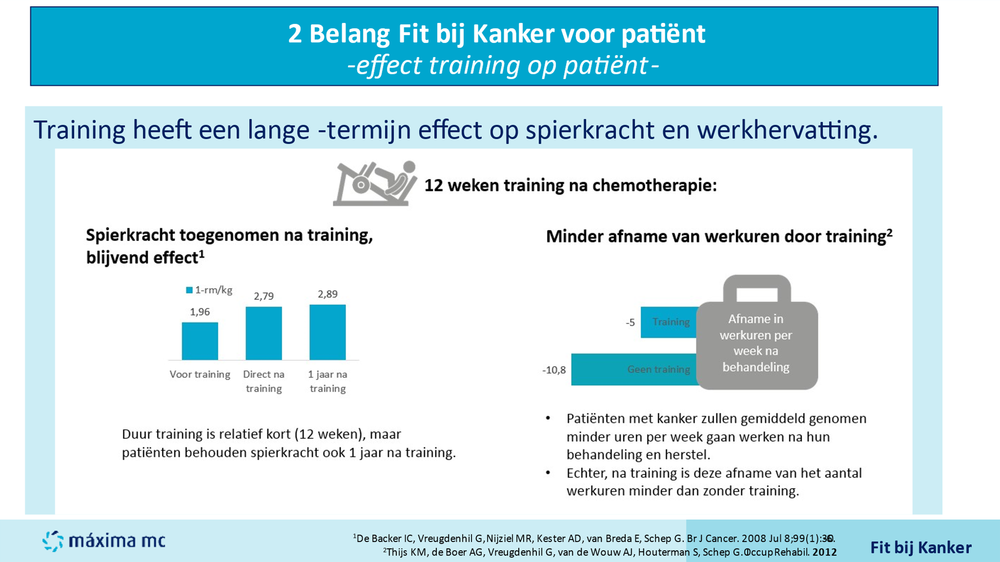 2 Belang Fit bij Kanker voor patiënt
-effect training op patiënt-
Training heeft een lange -termijn effect op spierkracht en werkhervatting.
12 weken training na chemotherapie:
Spierkracht toegenomen na training,
blijvend effect¹
1-rm/kg
1,96
2,79
2,89
Voor training
Direct na
training
1 jaar na
training
Duur training is relatief kort (12 weken), maar
patiënten behouden spierkracht ook 1 jaar na training.
Minder afname van werkuren door training²
-5
Training
-10,8
Geen training
Afname in
werkuren per
week na
behandeling
• Patiënten met kanker zullen gemiddeld genomen
minder uren per week gaan werken na hun
behandeling en herstel.
• Echter, na training is deze afname van het aantal
werkuren minder dan zonder training.
máxima mc
¹De Backer IC, Vreugdenhil G, Nijziel MR, Kester AD, van Breda E, Schep G. Br J Cancer. 2008 Jul 8;99(1):
²Thijs KM, de Boer AG, Vreugdenhil G, van de Wouw AJ, Houterman S, Schep G. Occup Rehabil. 2012
Fit bij Kanker